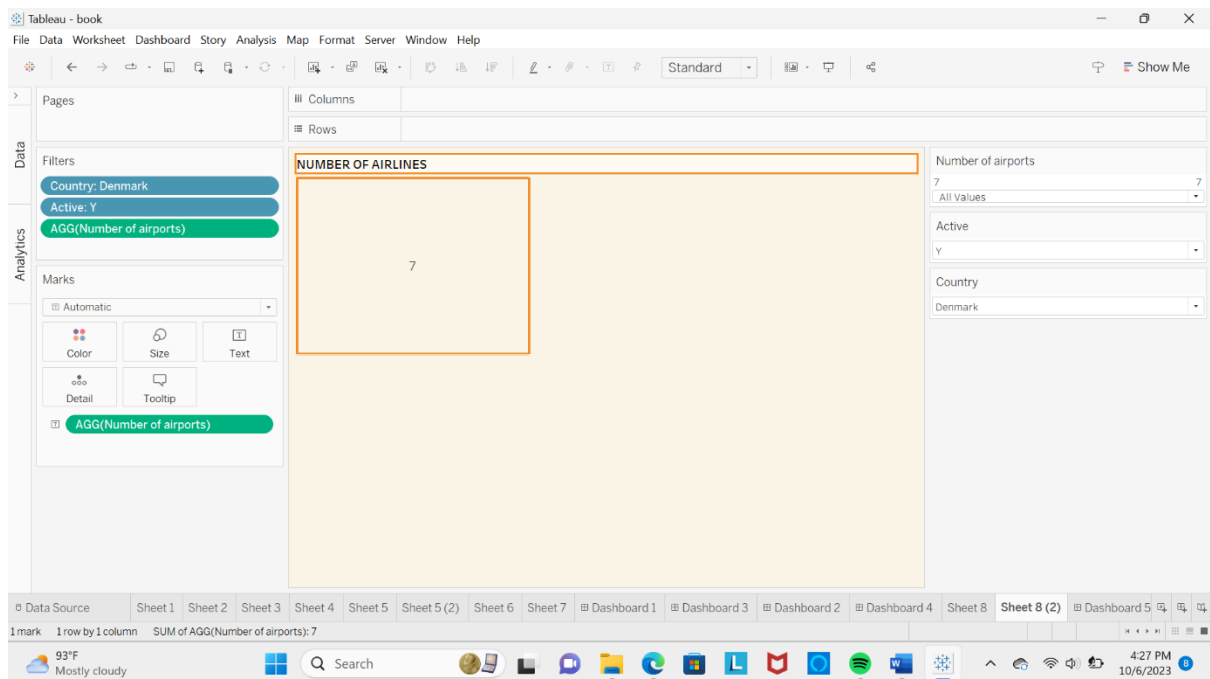 Tableau - book
File Data Worksheet Dashboard Story Analysis Map Format Server Window Help
Standard
Show Me
Pages
Columns
Rows
Data
Analytics
Filters
Country: Denmark
Active: Y
AGG(Number of airports)
Marks
Automatic
Color Size Text
Detail Tooltip
AGG(Number of airports)
NUMBER OF AIRLINES
7
Number of airports
7 7
All Values
Active
Y
Country
Denmark
Data Source Sheet 1 Sheet 2 Sheet 3 Sheet 4 Sheet 5 Sheet 5 (2) Sheet 6 Sheet 7 Dashboard 1 Dashboard 3 Dashboard 2 Dashboard 4 Sheet 8 Sheet 8 (2) Dashboard 5
1 mark 1 row by 1 column SUM of AGG(Number of airports): 7
93°F
Mostly cloudy
Search
4:27 PM
10/6/2023
8